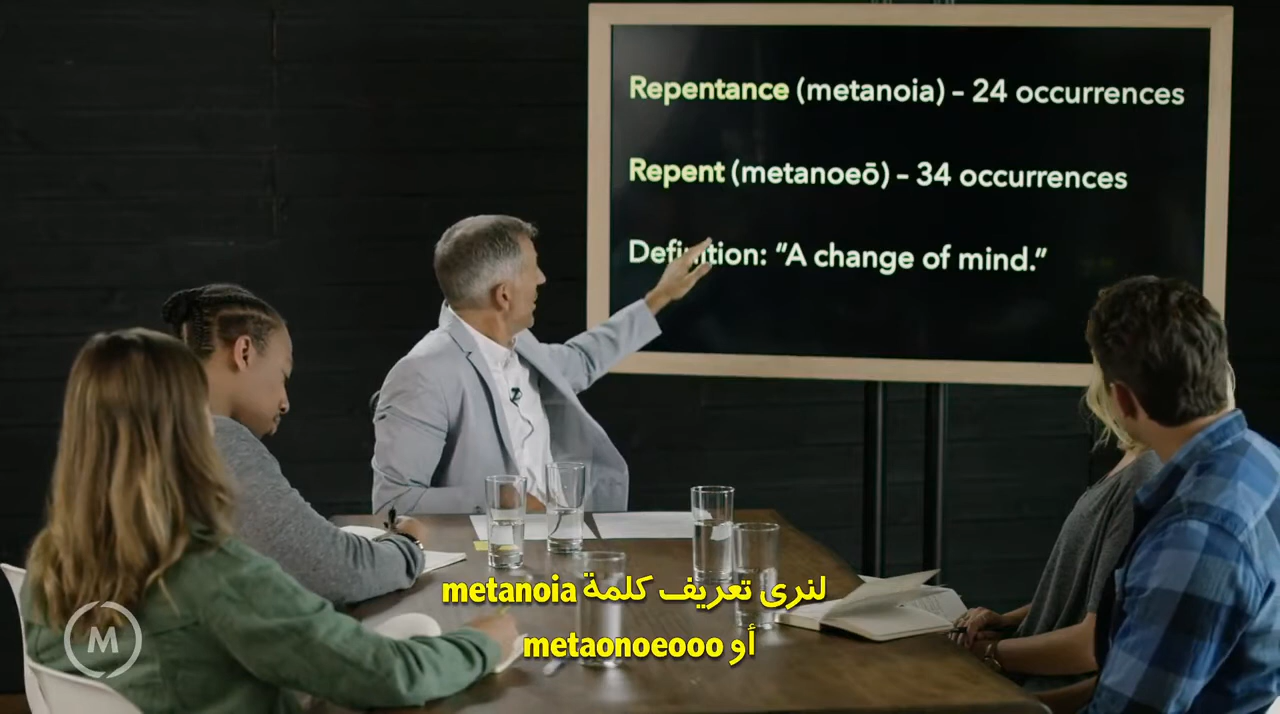 Repentance (metanoia) – 24 occurrences
Repent (metanoeō) – 34 occurrences
Definition: “A change of mind.”
لنرى تعريف كلمة metanoia
أو metaonoeooo
M